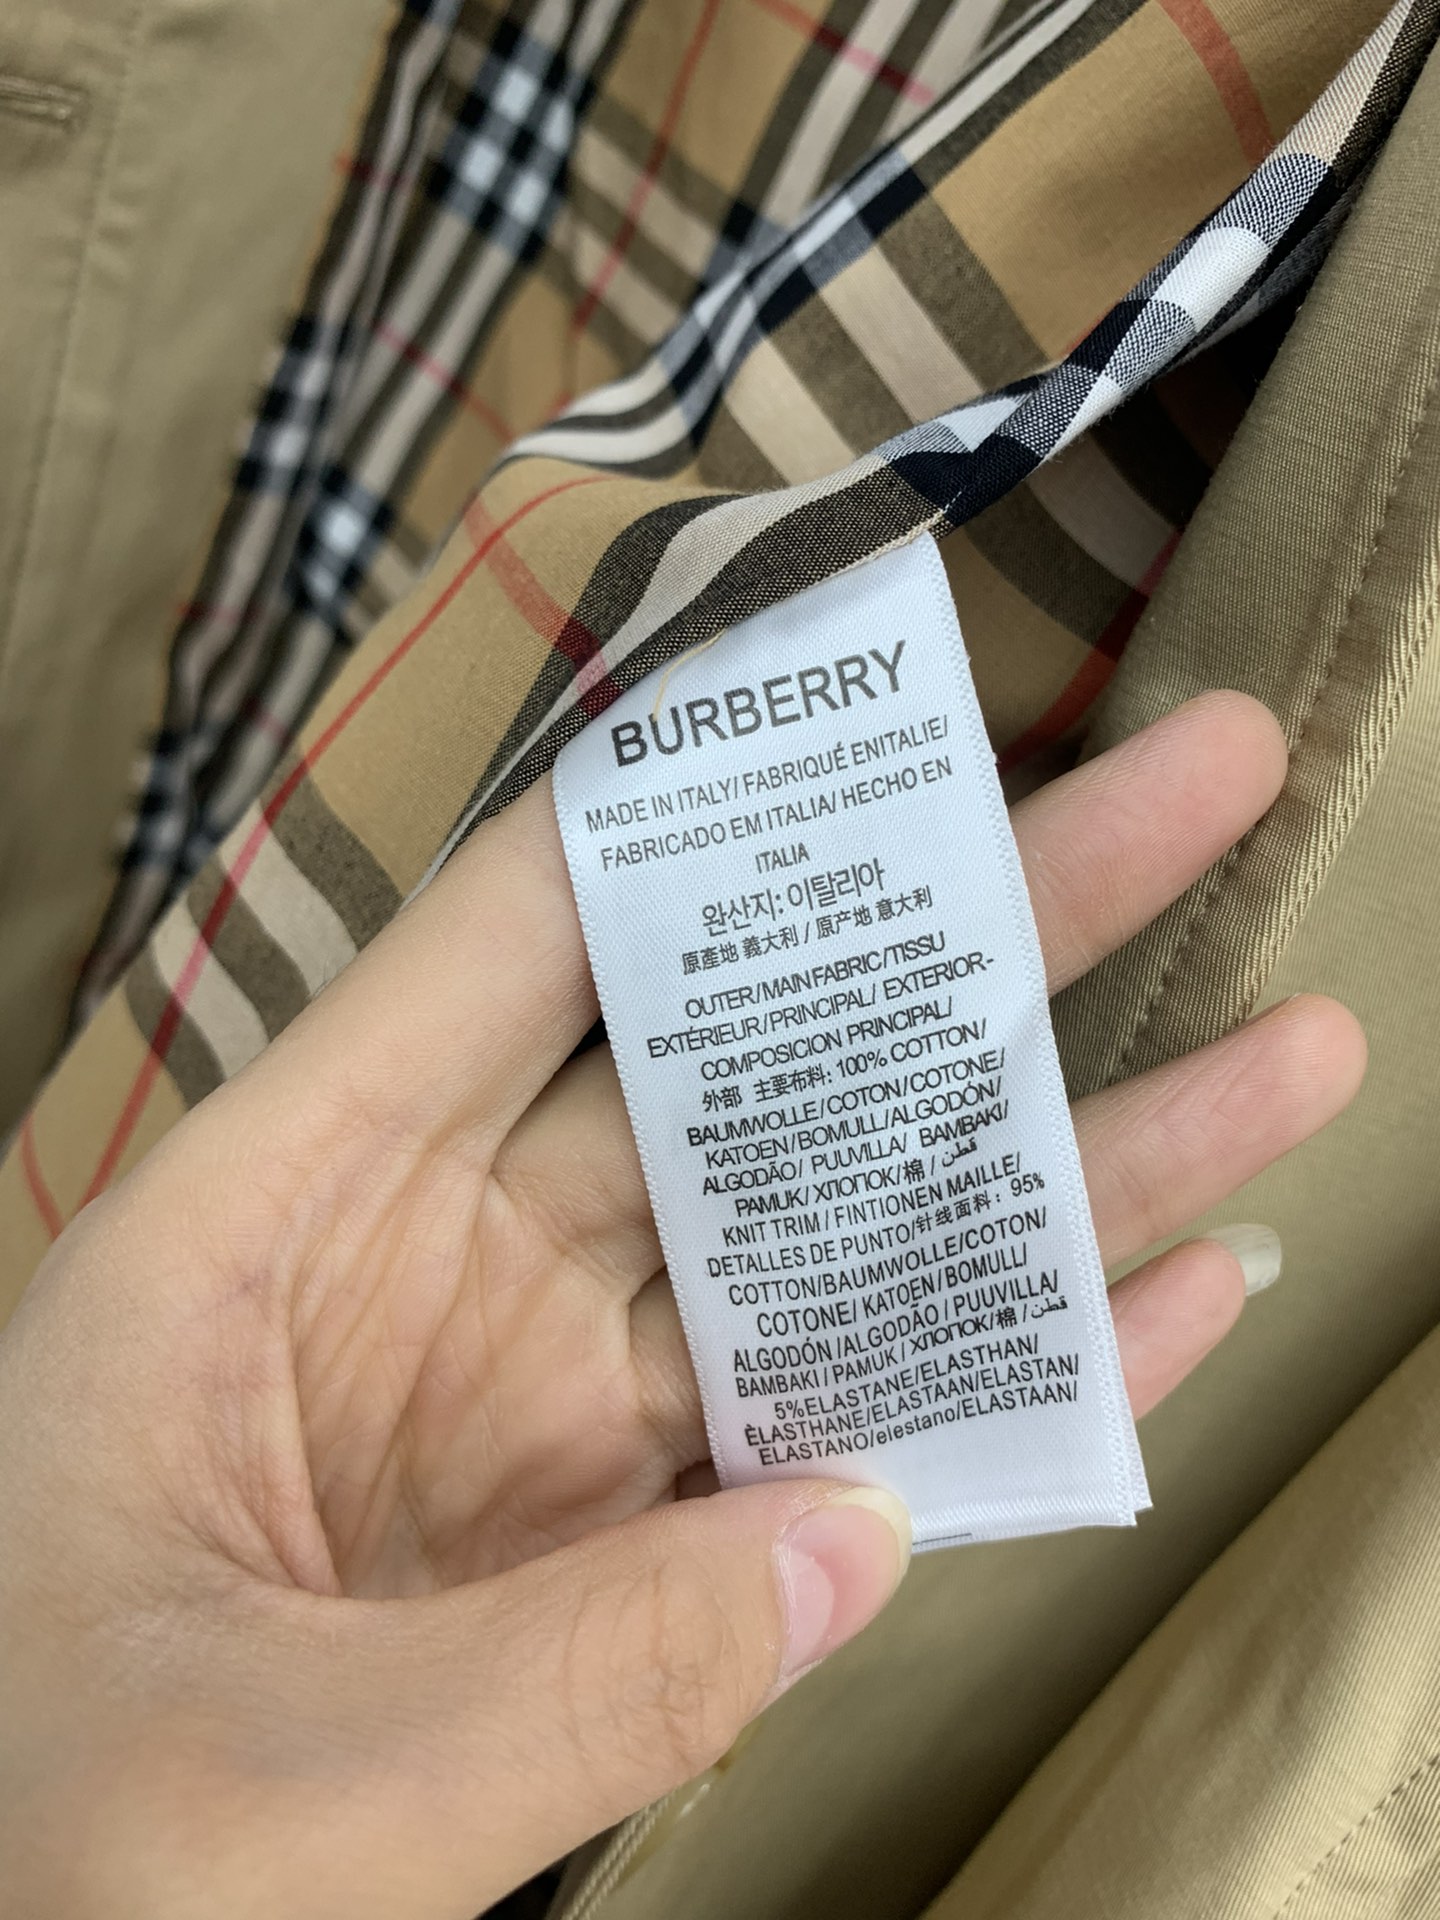 BURBERRY
MADE IN ITALY/ FABRIQUÉ ENITALIE/
FABRICADO EM ITALIA/ HECHO EN
ITALIA
완산지: 이탈리아
原產地 義大利 / 原产地 意大利
OUTER/MAIN FABRIC/TISSU
EXTÉRIEUR/PRINCIPAL/ EXTERIOR-
COMPOSICION PRINCIPAL/
外部 主要布料: 100% COTTON/
BAUMWOLLE/COTON/COTONE/
KATOEN/BOMULL/ALGODÓN/
ALGODÃO/ PUUVILLA/ BAMBAKI/
PAMUK/ ХЛОПОК/棉 / قطن
KNIT TRIM / FINTIONEN MAILLE/
DETALLES DE PUNTO/针线面料: 95%
COTTON/BAUMWOLLE/COTON/
COTONE/ KATOEN/BOMULL/
ALGODÓN /ALGODÃO / PUUVILLA/
BAMBAKI / PAMUK / ХЛОПОК/棉 / قطن
5%ELASTANE/ELASTHAN/
ÈLASTHANE/ELASTAAN/ELASTAN/
ELASTANO/elestano/ELASTAAN/